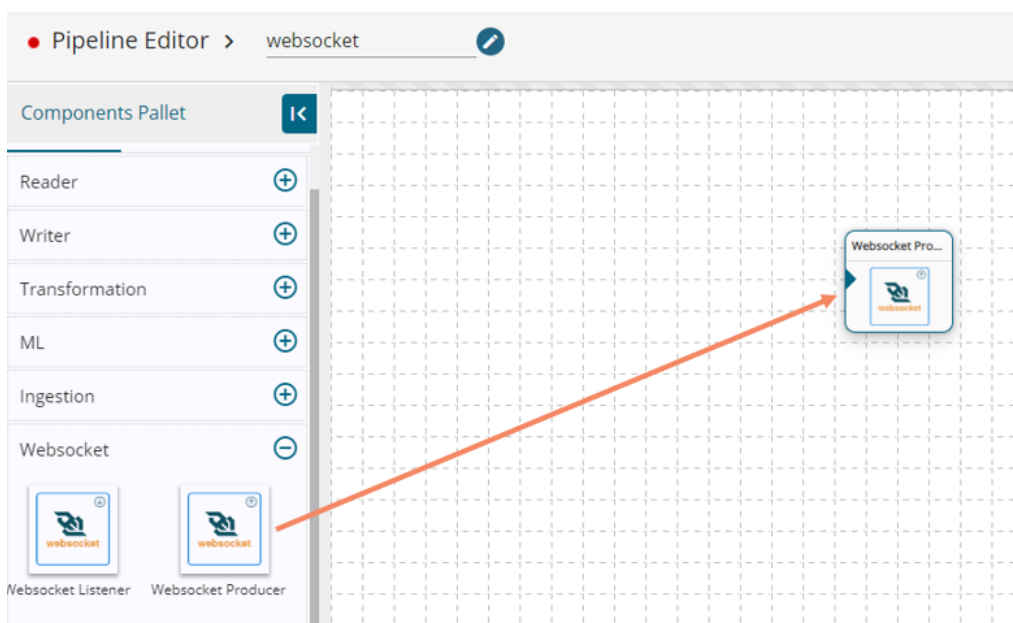 Pipeline Editor > websocket
Components Pallet
Reader
Writer
Transformation
ML
Ingestion
Websocket
websocket
websocket
Websocket Listener
Websocket Producer
Websocket Pro...
websocket